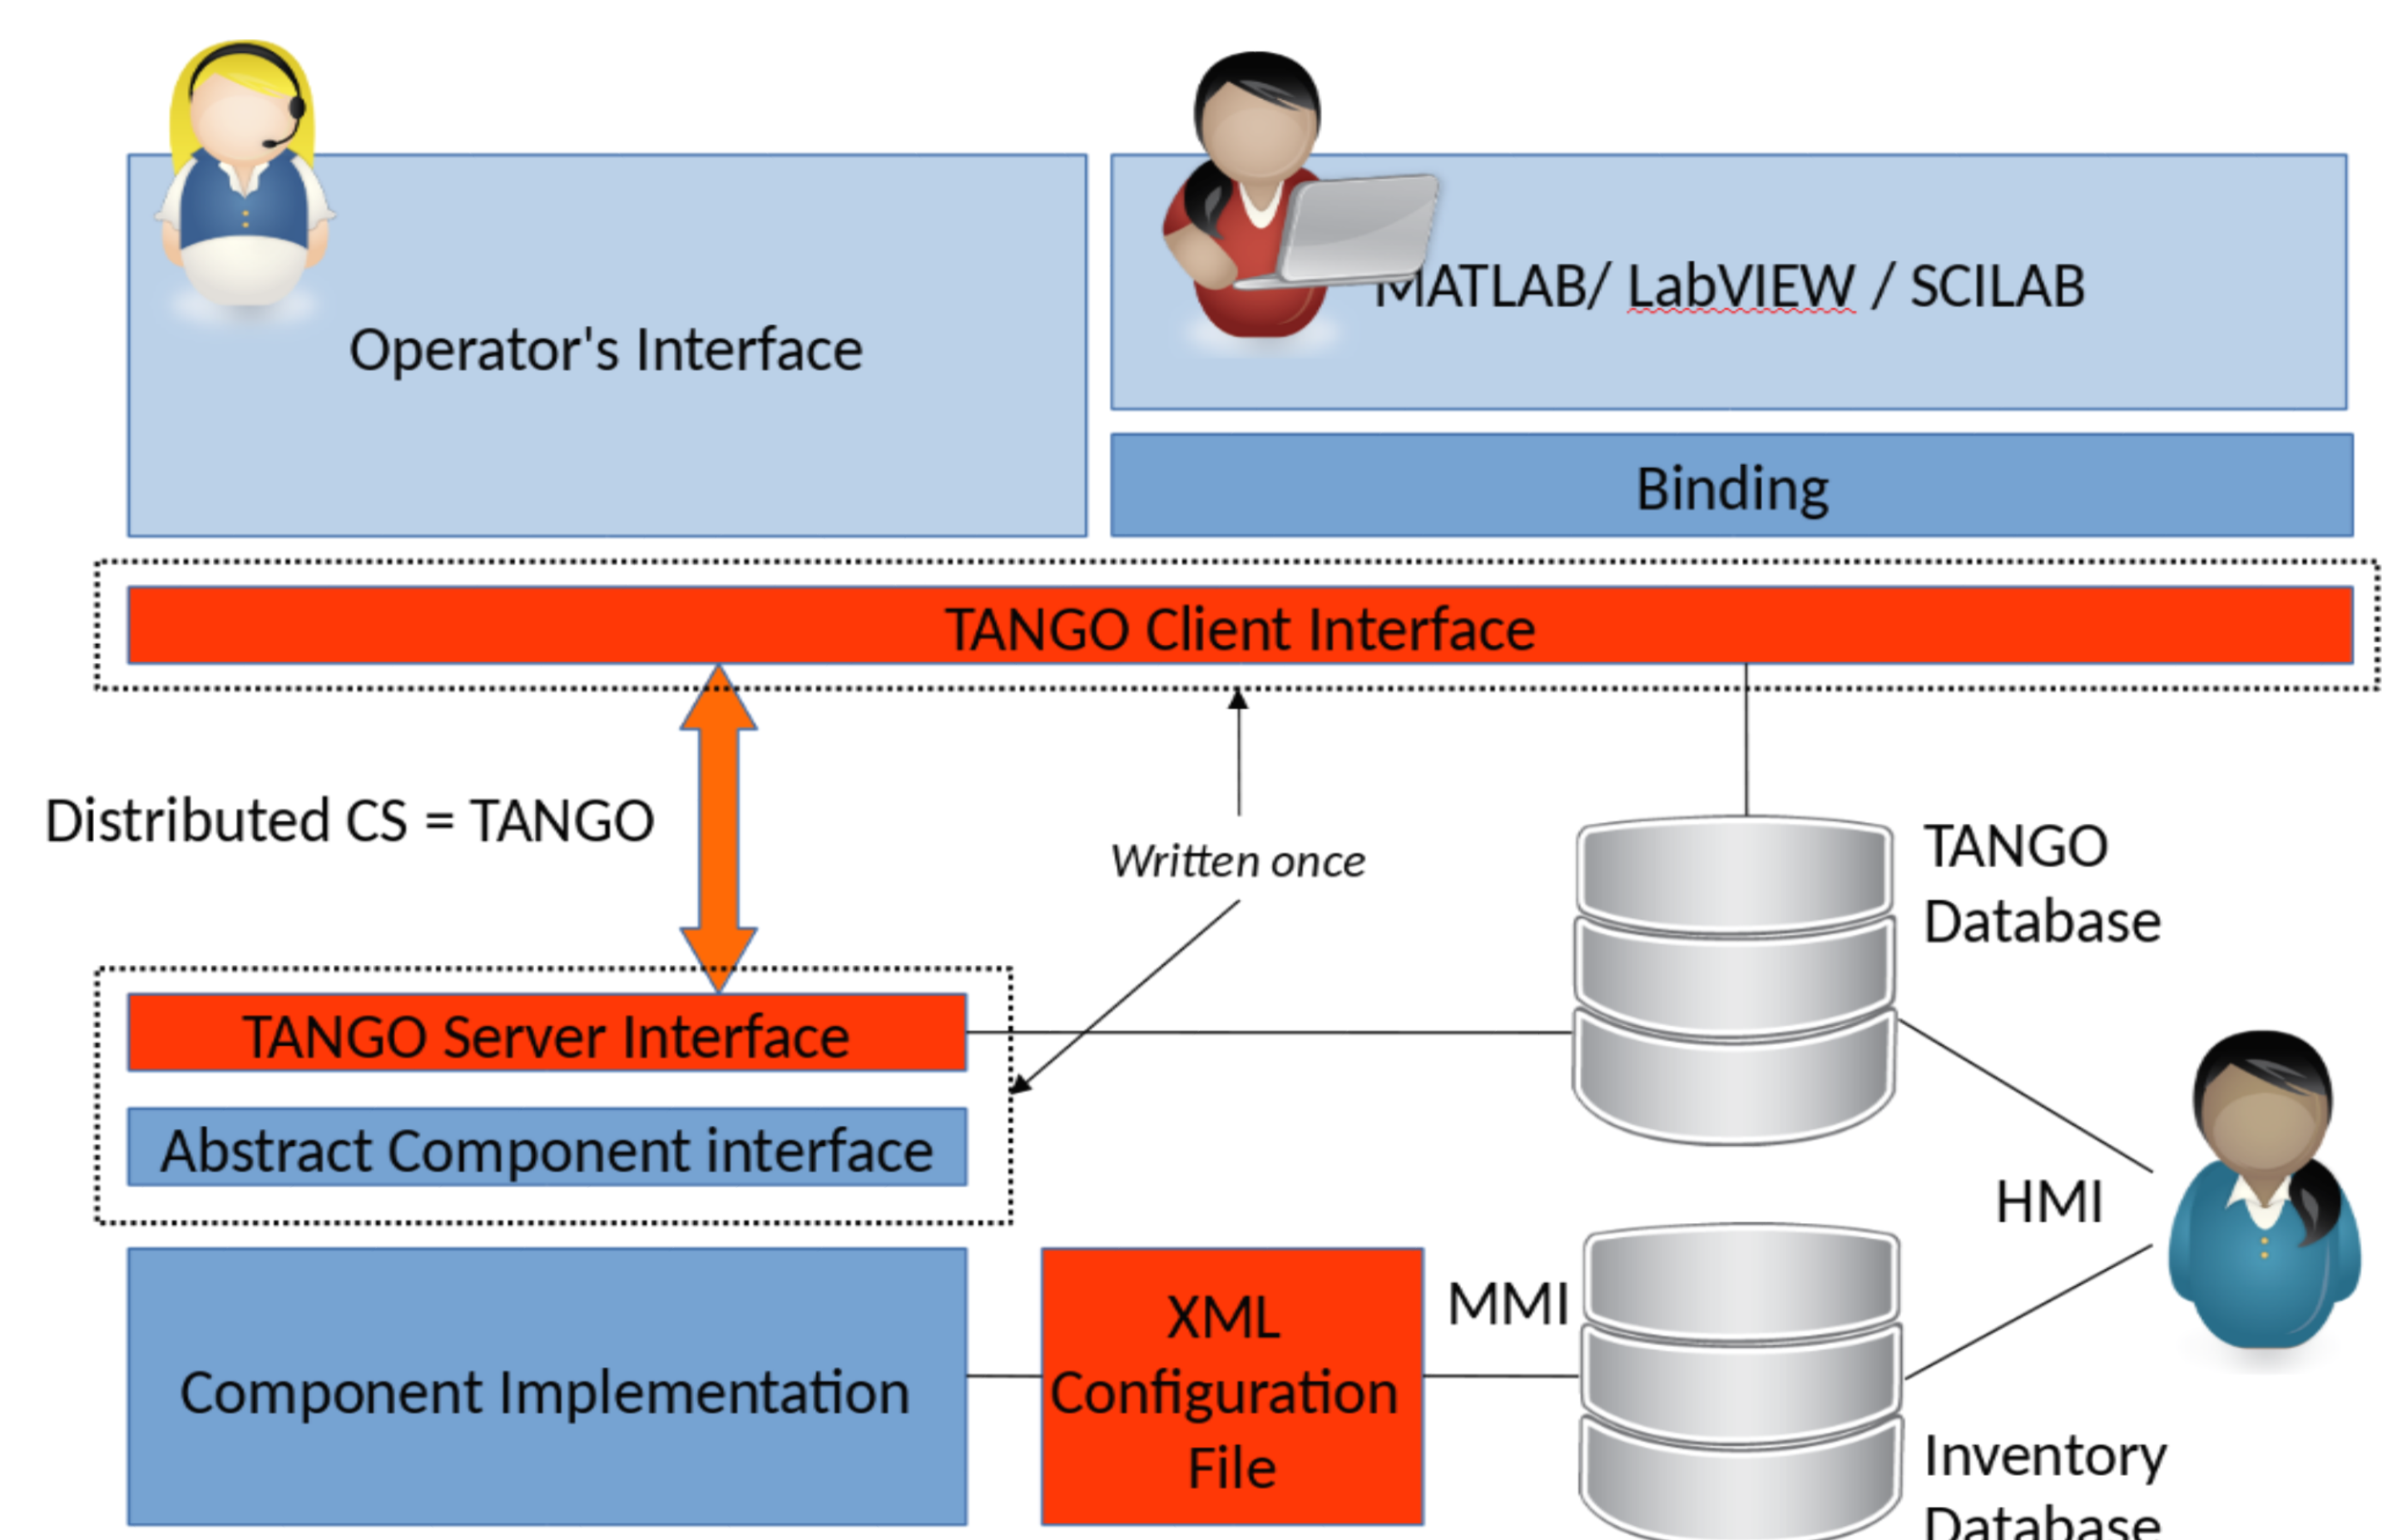 Operator's Interface
MATLAB/ LabVIEW / SCILAB
Binding
TANGO Client Interface
Distributed CS = TANGO
Written once
TANGO
Database
TANGO Server Interface
Abstract Component interface
HMI
Component Implementation
XML
Configuration
File
MMI
Inventory
Database